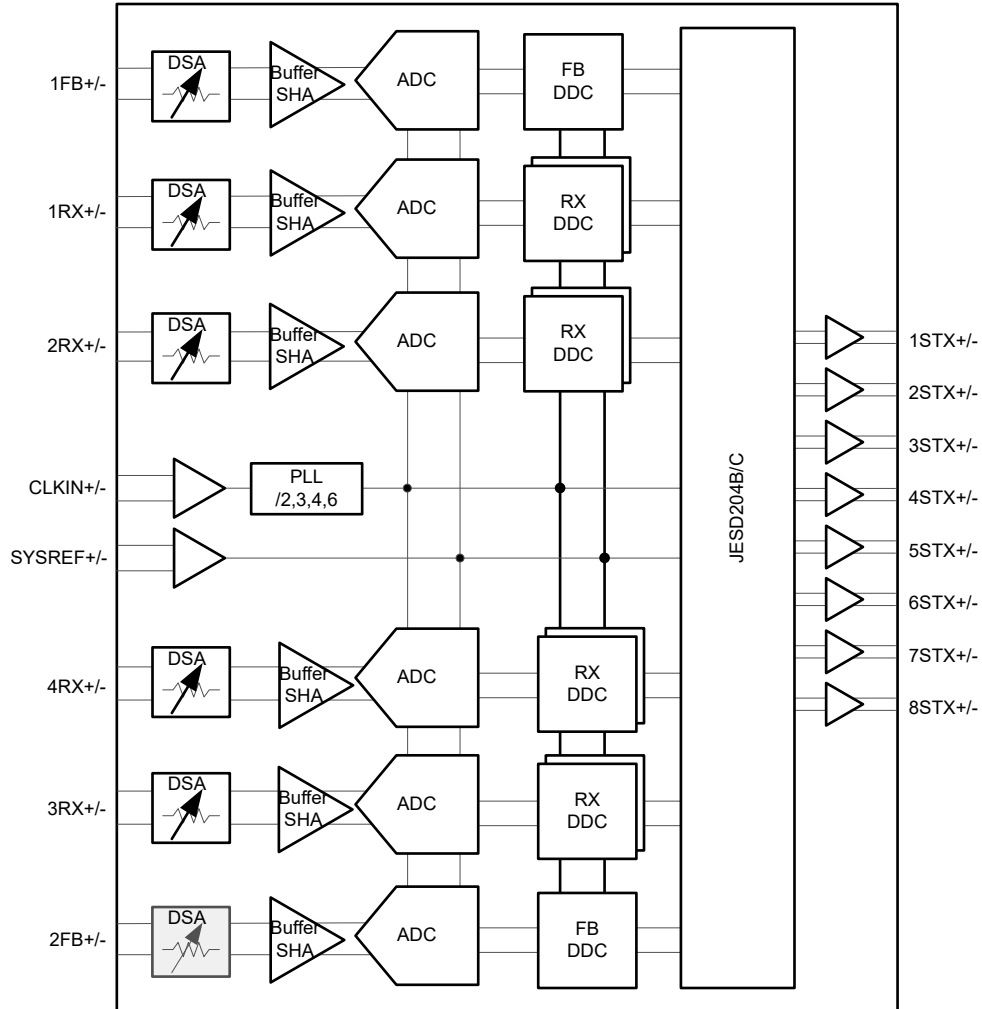 1FB+/-
DSA
Buffer
SHA
ADC
FB
DDC
1RX+/-
DSA
Buffer
SHA
ADC
RX
DDC
2RX+/-
DSA
Buffer
SHA
ADC
RX
DDC
CLKIN+/-
PLL
/2,3,4,6
SYSREF+/-
4RX+/-
DSA
Buffer
SHA
ADC
RX
DDC
3RX+/-
DSA
Buffer
SHA
ADC
RX
DDC
2FB+/-
DSA
Buffer
SHA
ADC
FB
DDC
JESD204B/C
1STX+/-
2STX+/-
3STX+/-
4STX+/-
5STX+/-
6STX+/-
7STX+/-
8STX+/-